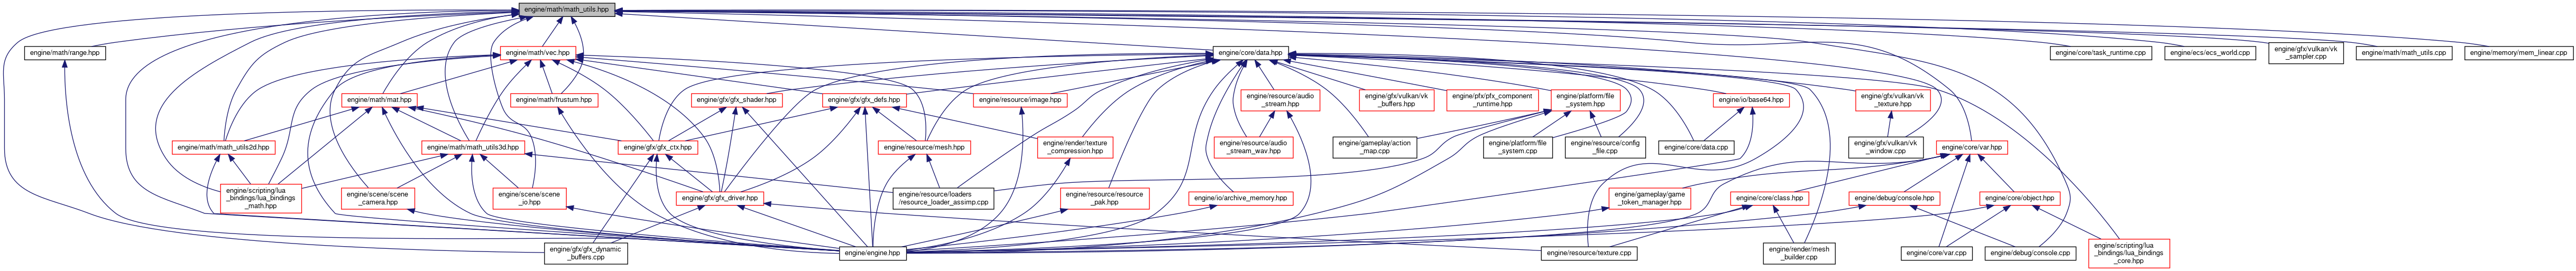 engine/math/math_utils.hpp
engine/math/range.hpp
engine/math/vec.hpp
engine/core/data.hpp
engine/core/task_runtime.cpp
engine/ecs/ecs_world.cpp
engine/gfx/vulkan/vk
_sampler.cpp
engine/math/math_utils.cpp
engine/memory/mem_linear.cpp
engine/math/mat.hpp
engine/math/frustum.hpp
engine/gfx/gfx_shader.hpp
engine/gfx/gfx_defs.hpp
engine/resource/image.hpp
engine/resource/audio
_stream.hpp
engine/gfx/vulkan/vk
_buffers.hpp
engine/pfx/pfx_component
_runtime.hpp
engine/platform/file
_system.hpp
engine/io/base64.hpp
engine/gfx/vulkan/vk
_texture.hpp
engine/math/math_utils2d.hpp
engine/math/math_utils3d.hpp
engine/gfx/gfx_ctx.hpp
engine/resource/mesh.hpp
engine/render/texture
_compression.hpp
engine/resource/audio
_stream_wav.hpp
engine/gameplay/action
_map.cpp
engine/platform/file
_system.cpp
engine/resource/config
_file.cpp
engine/core/data.cpp
engine/gfx/vulkan/vk
_window.cpp
engine/core/var.hpp
engine/scripting/lua
_bindings/lua_bindings
_math.hpp
engine/scene/scene
_camera.hpp
engine/scene/scene
_io.hpp
engine/gfx/gfx_driver.hpp
engine/resource/loaders
/resource_loader_assimp.cpp
engine/resource/resource
_pak.hpp
engine/io/archive_memory.hpp
engine/gameplay/game
_token_manager.hpp
engine/core/class.hpp
engine/debug/console.hpp
engine/core/object.hpp
engine/gfx/gfx_dynamic
_buffers.cpp
engine/engine.hpp
engine/resource/texture.cpp
engine/render/mesh
_builder.cpp
engine/core/var.cpp
engine/debug/console.cpp
engine/scripting/lua
_bindings/lua_bindings
_core.hpp